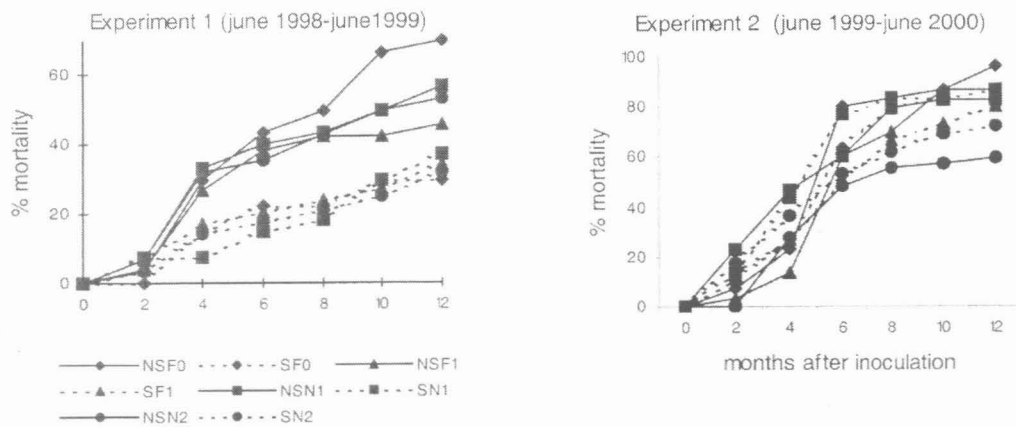 Experiment 1 (june 1998-june1999)
% mortality
60
40
20
0
0 2 4 6 8 10 12
NSF0 SF0 NSF1
SF1 NSN1 SN1
NSN2 SN2
Experiment 2 (june 1999-june 2000)
% mortality
100
80
60
40
20
0
0 2 4 6 8 10 12
months after inoculation